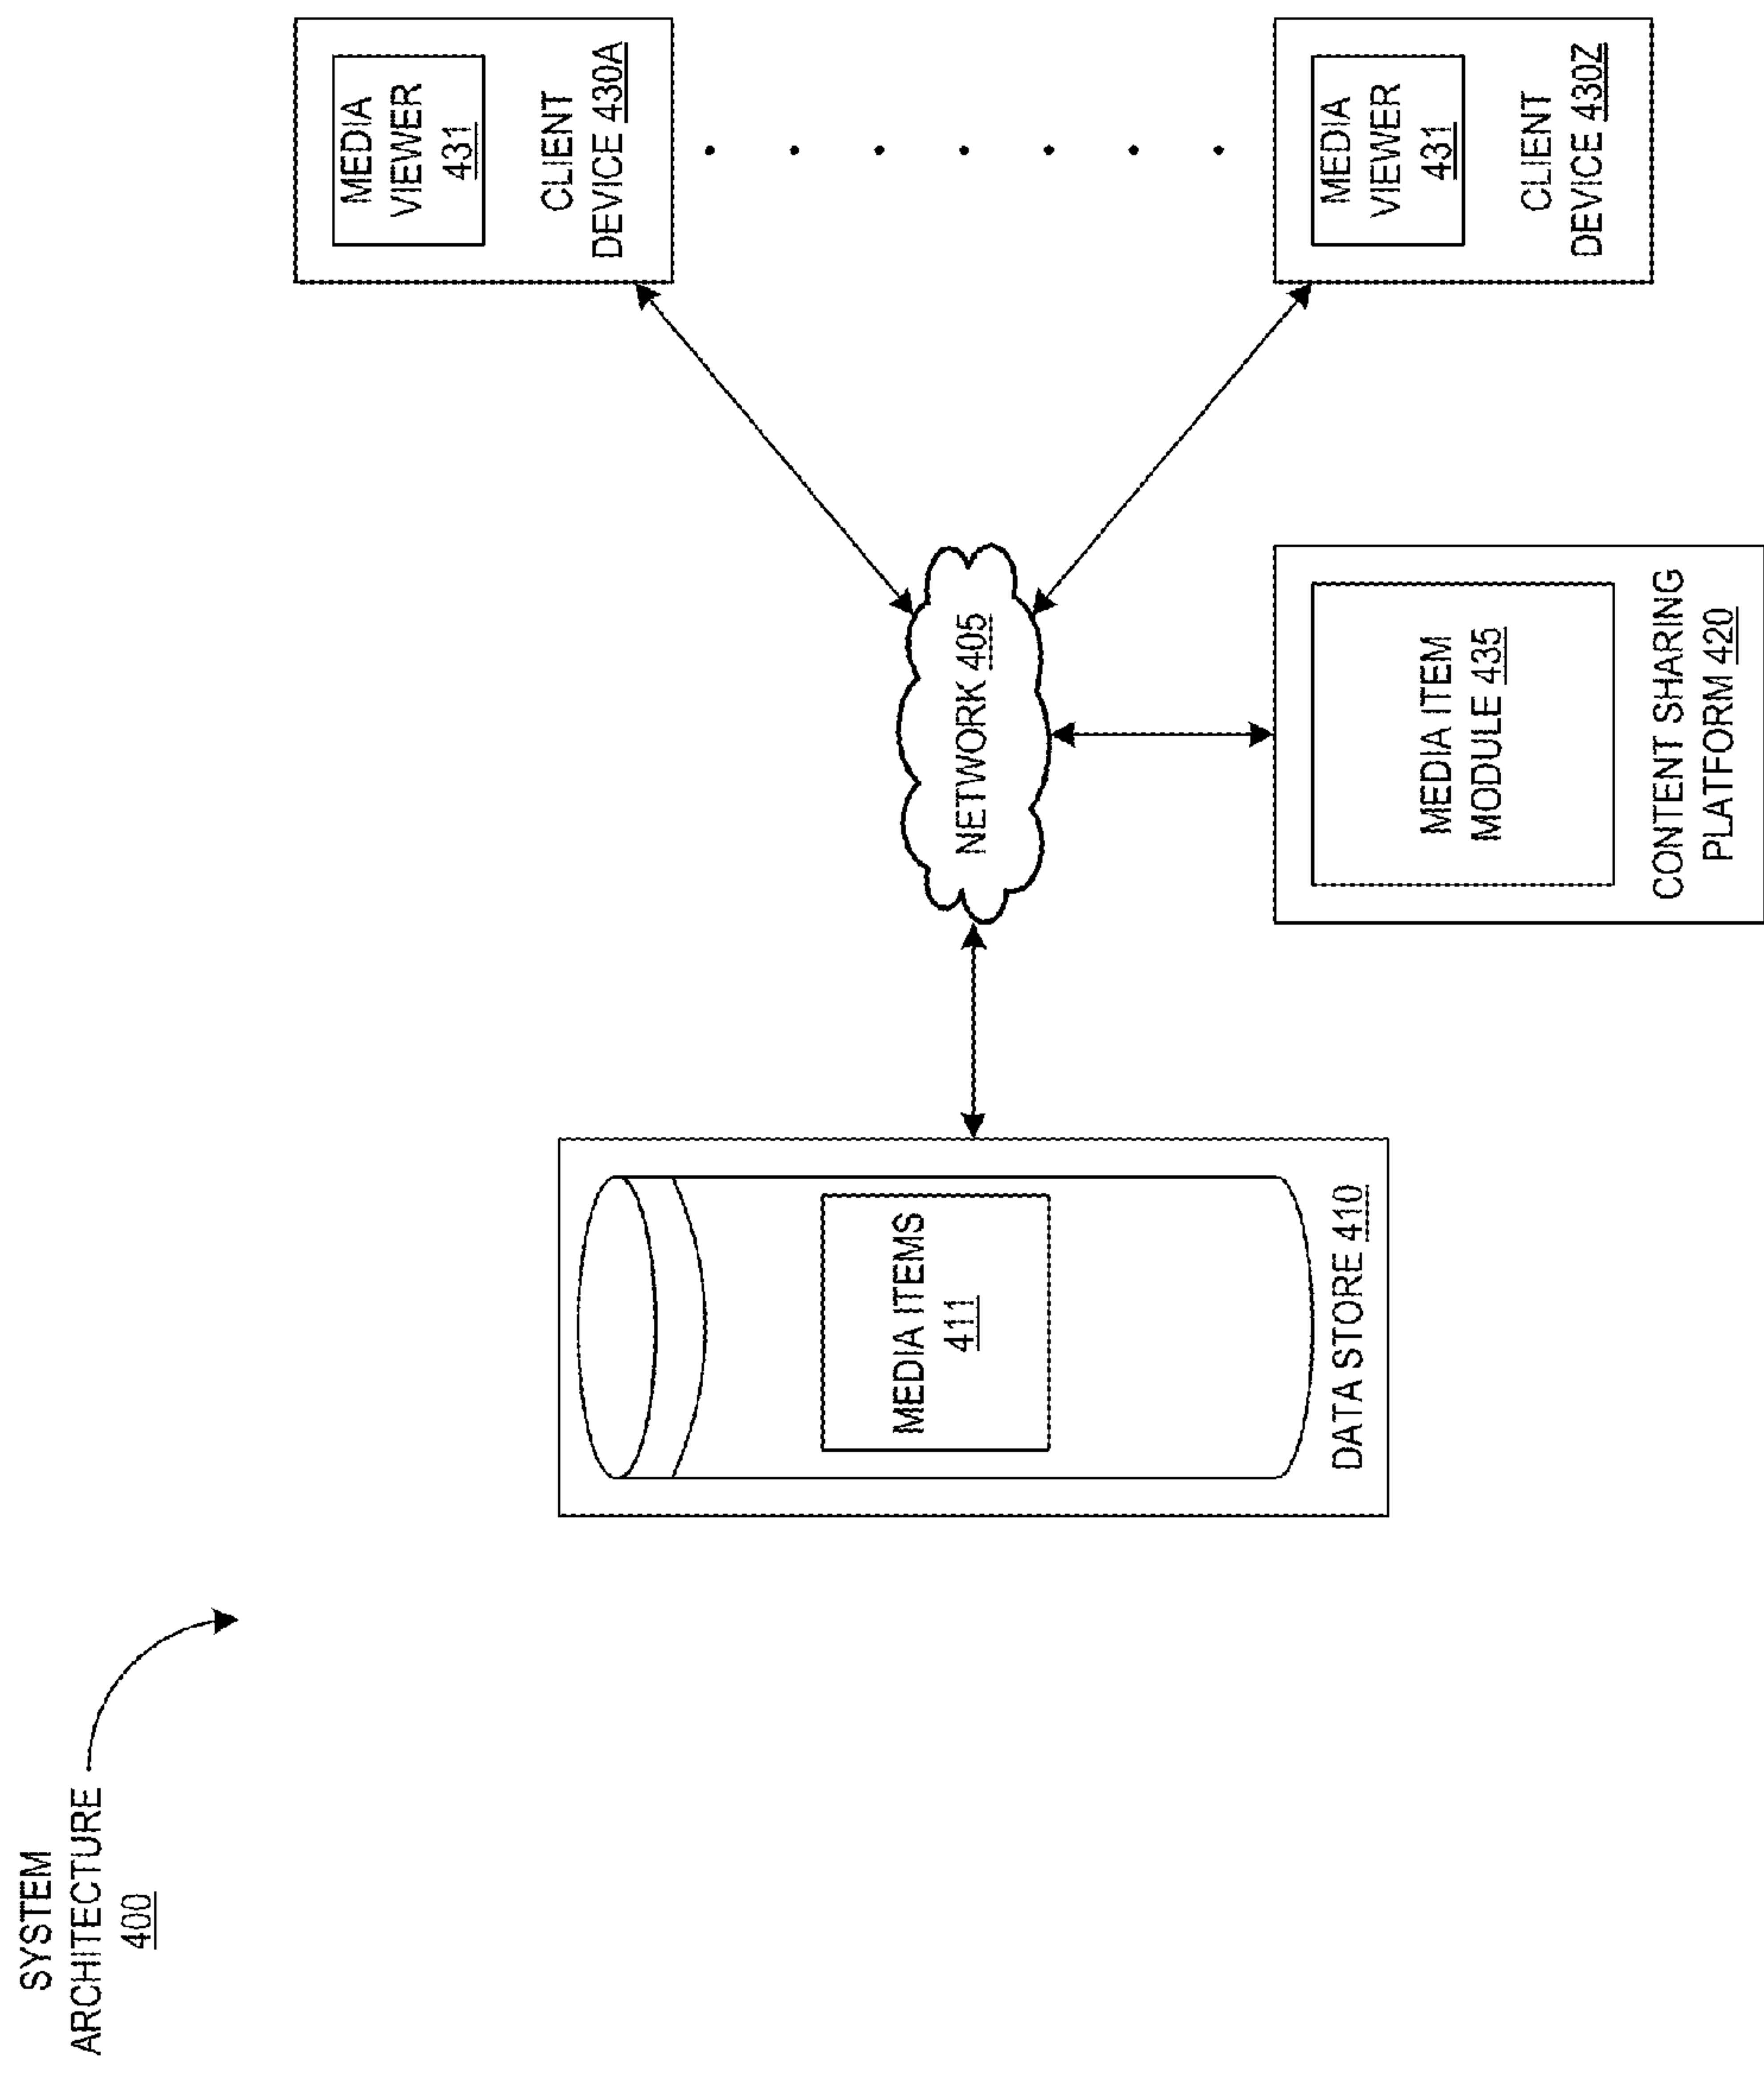 SYSTEM
ARCHITECTURE
400
MEDIA ITEMS
411
DATA STORE 410
NETWORK 405
MEDIA ITEM
MODULE 435
CONTENT SHARING
PLATFORM 420
MEDIA
VIEWER
431
CLIENT
DEVICE 430A
MEDIA
VIEWER
431
CLIENT
DEVICE 430Z